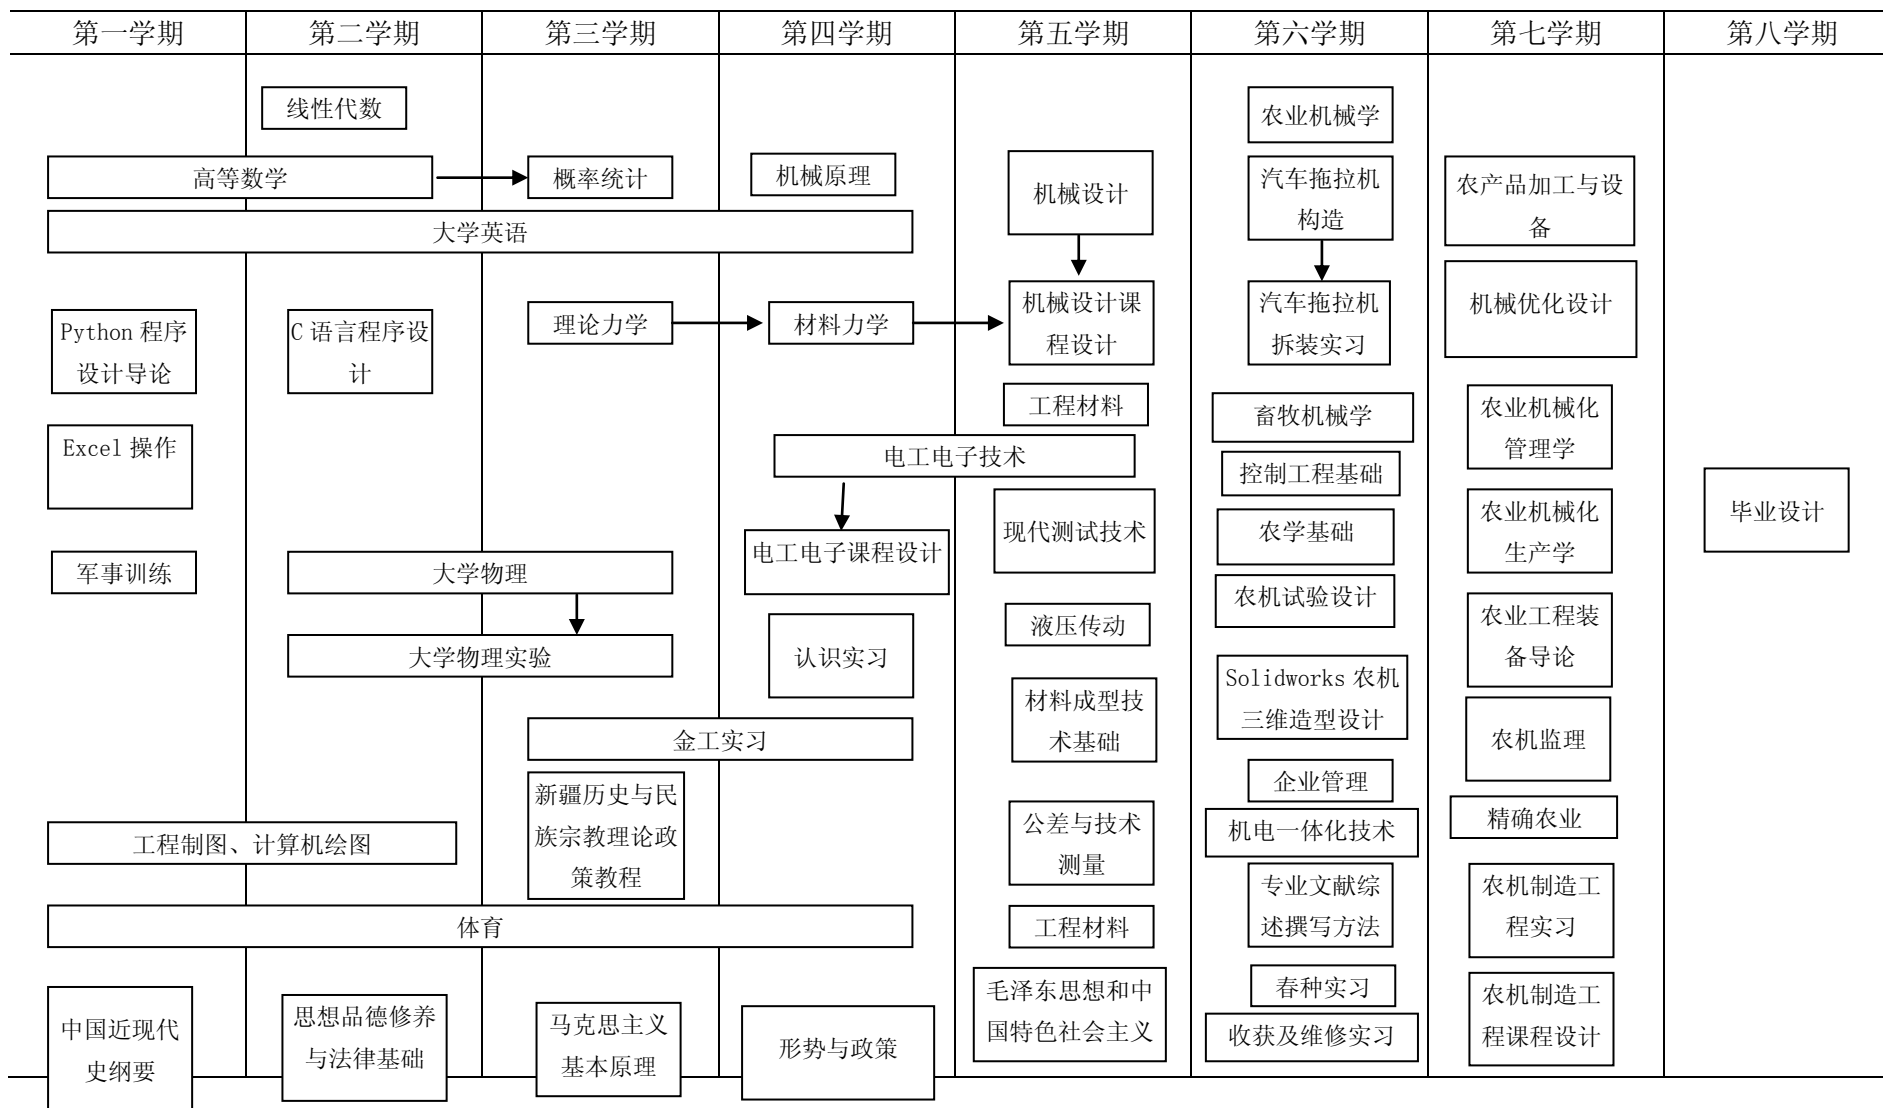 第一学期
第二学期
第三学期
第四学期
第五学期
第六学期
第七学期
第八学期
线性代数
农业机械学
高等数学
概率统计
机械原理
机械设计
汽车拖拉机
构造
农产品加工与设
备
大学英语
Python 程序
设计导论
C 语言程序设
计
理论力学
材料力学
机械设计课
程设计
汽车拖拉机
拆装实习
机械优化设计
工程材料
畜牧机械学
农业机械化
管理学
Excel 操作
电工电子技术
控制工程基础
现代测试技术
农学基础
农业机械化
生产学
毕业设计
军事训练
大学物理
电工电子课程设计
农机试验设计
大学物理实验
认识实习
液压传动
农业工程装
备导论
Solidworks 农机
三维造型设计
材料成型技
术基础
金工实习
农机监理
企业管理
新疆历史与民
族宗教理论政
策教程
工程制图、计算机绘图
公差与技术
测量
机电一体化技术
精确农业
专业文献综
述撰写方法
农机制造工
程实习
体育
工程材料
春种实习
中国近现代
史纲要
思想品德修养
与法律基础
马克思主义
基本原理
形势与政策
毛泽东思想和中
国特色社会主义
收获及维修实习
农机制造工
程课程设计